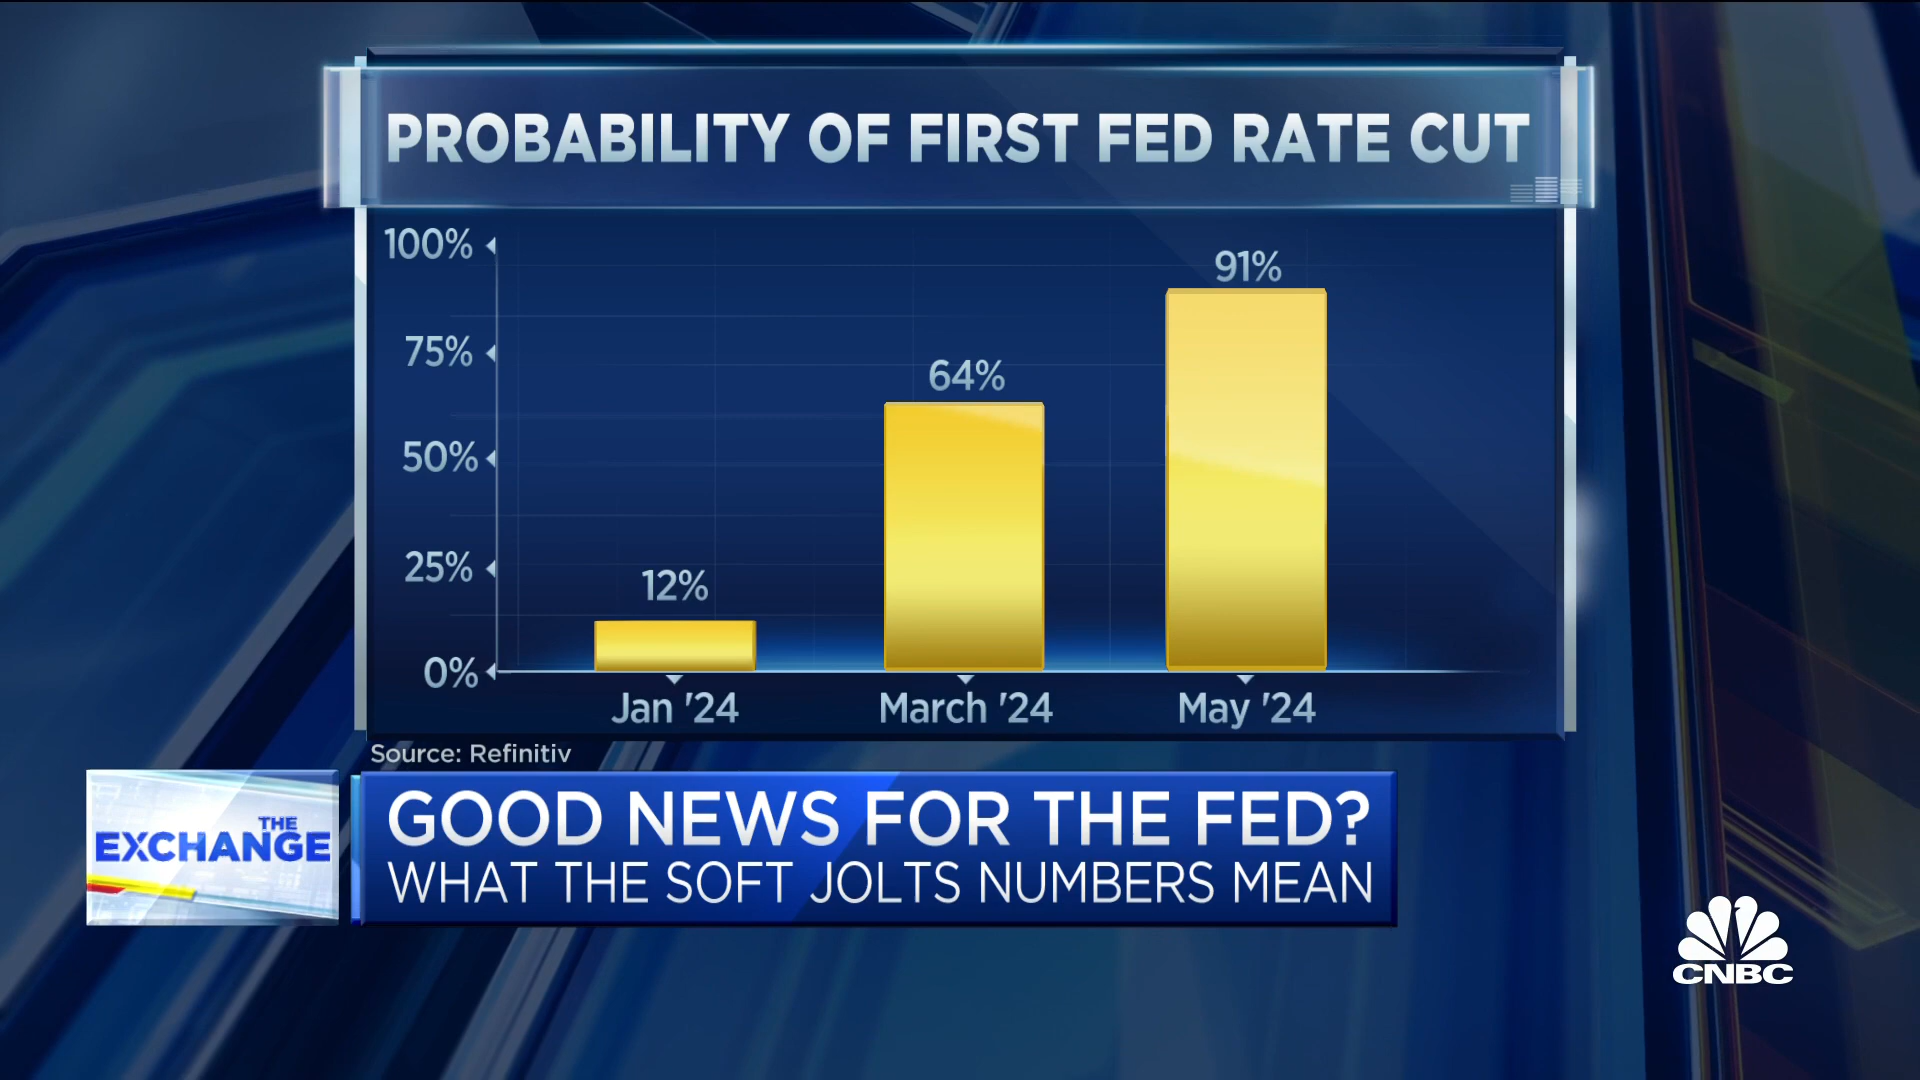 PROBABILITY OF FIRST FED RATE CUT
100%
75%
50%
25%
0%
12%
64%
91%
Jan '24
March '24
May '24
Source: Refinitiv
THE
EXCHANGE
GOOD NEWS FOR THE FED?
WHAT THE SOFT JOLTS NUMBERS MEAN
CNBC